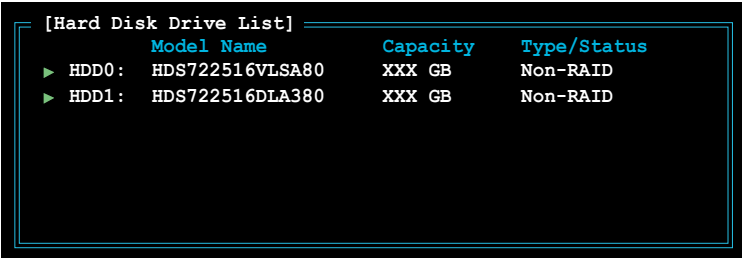 [Hard Disk Drive List]
Model Name Capacity Type/Status
HDD0: HDS722516VLSA80 XXX GB Non-RAID
HDD1: HDS722516DLA380 XXX GB Non-RAID